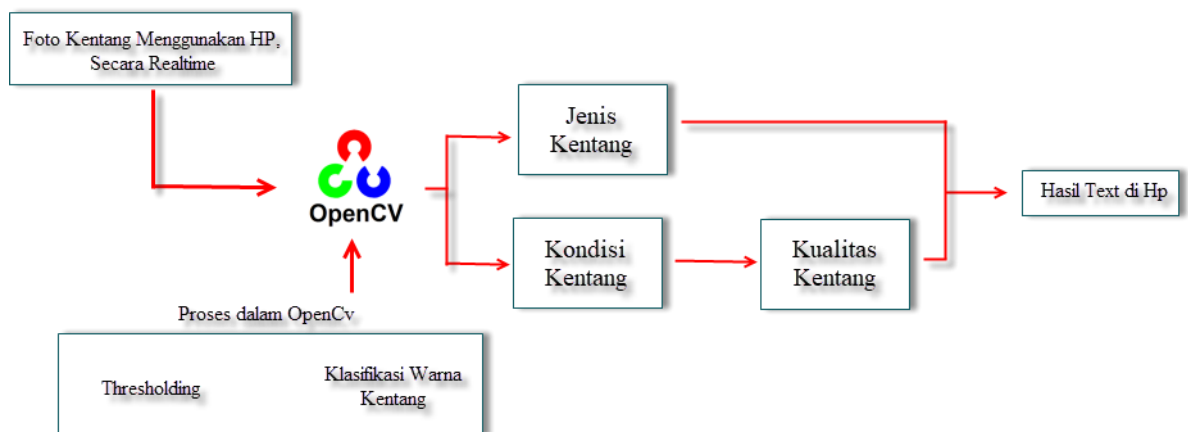 Foto Kentang Menggunakan HP,
Secara Realtime
Jenis
Kentang
OpenCV
Hasil Text di Hp
Kondisi
Kentang
Kualitas
Kentang
Proses dalam OpenCv
Thresholding
Klasifikasi Warna
Kentang